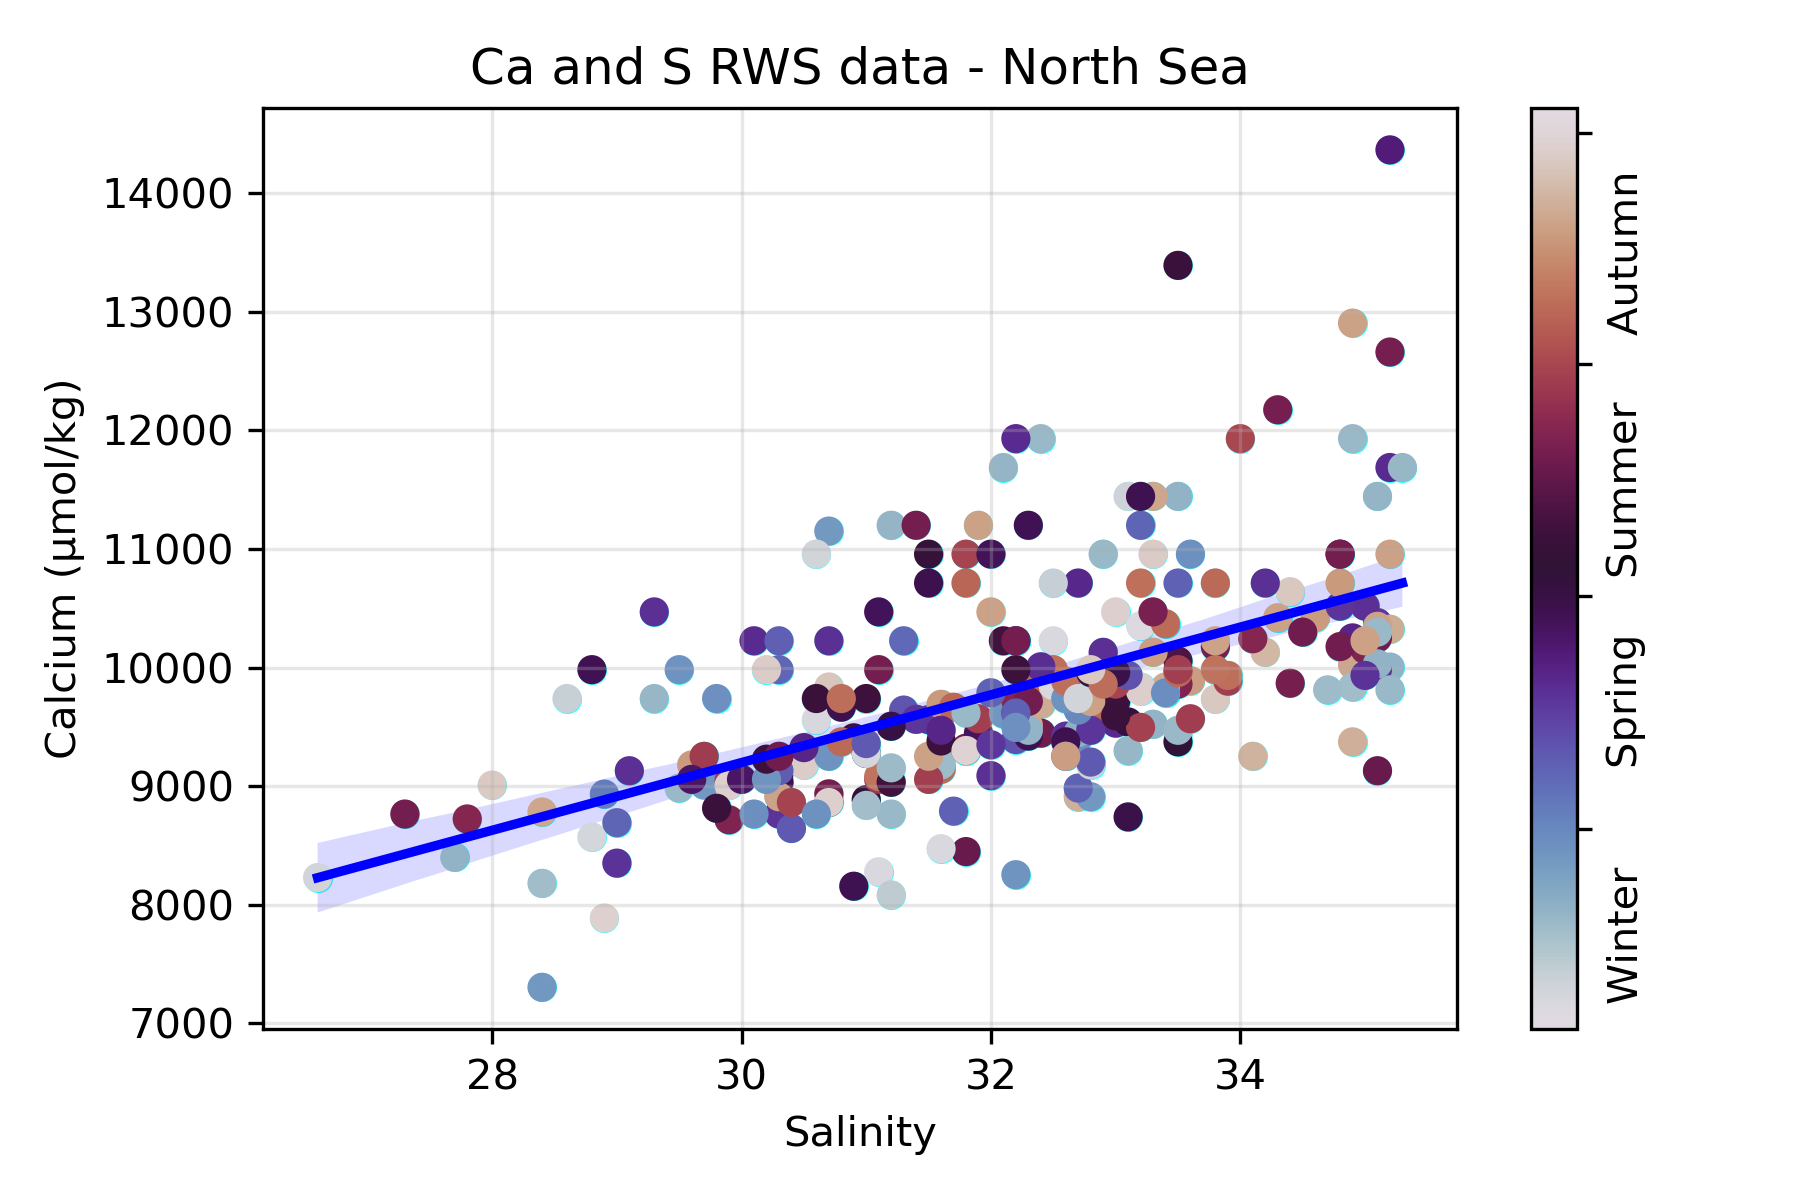 Ca and S RWS data - North Sea
Calcium (µmol/kg)
14000
13000
12000
11000
10000
9000
8000
7000
28 30 32 34
Salinity
Autumn
Summer
Spring
Winter